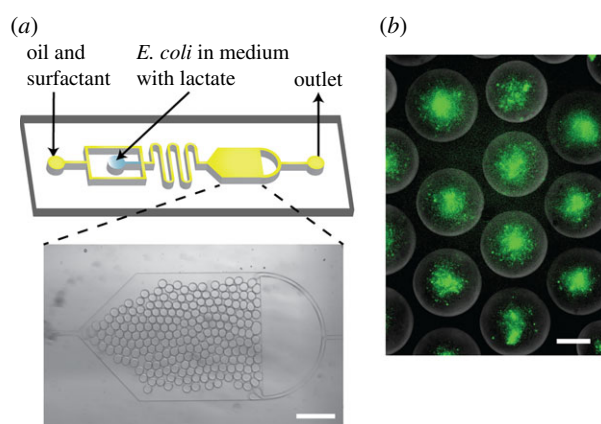 (a)
oil and
surfactant
E. coli in medium
with lactate
outlet
(b)